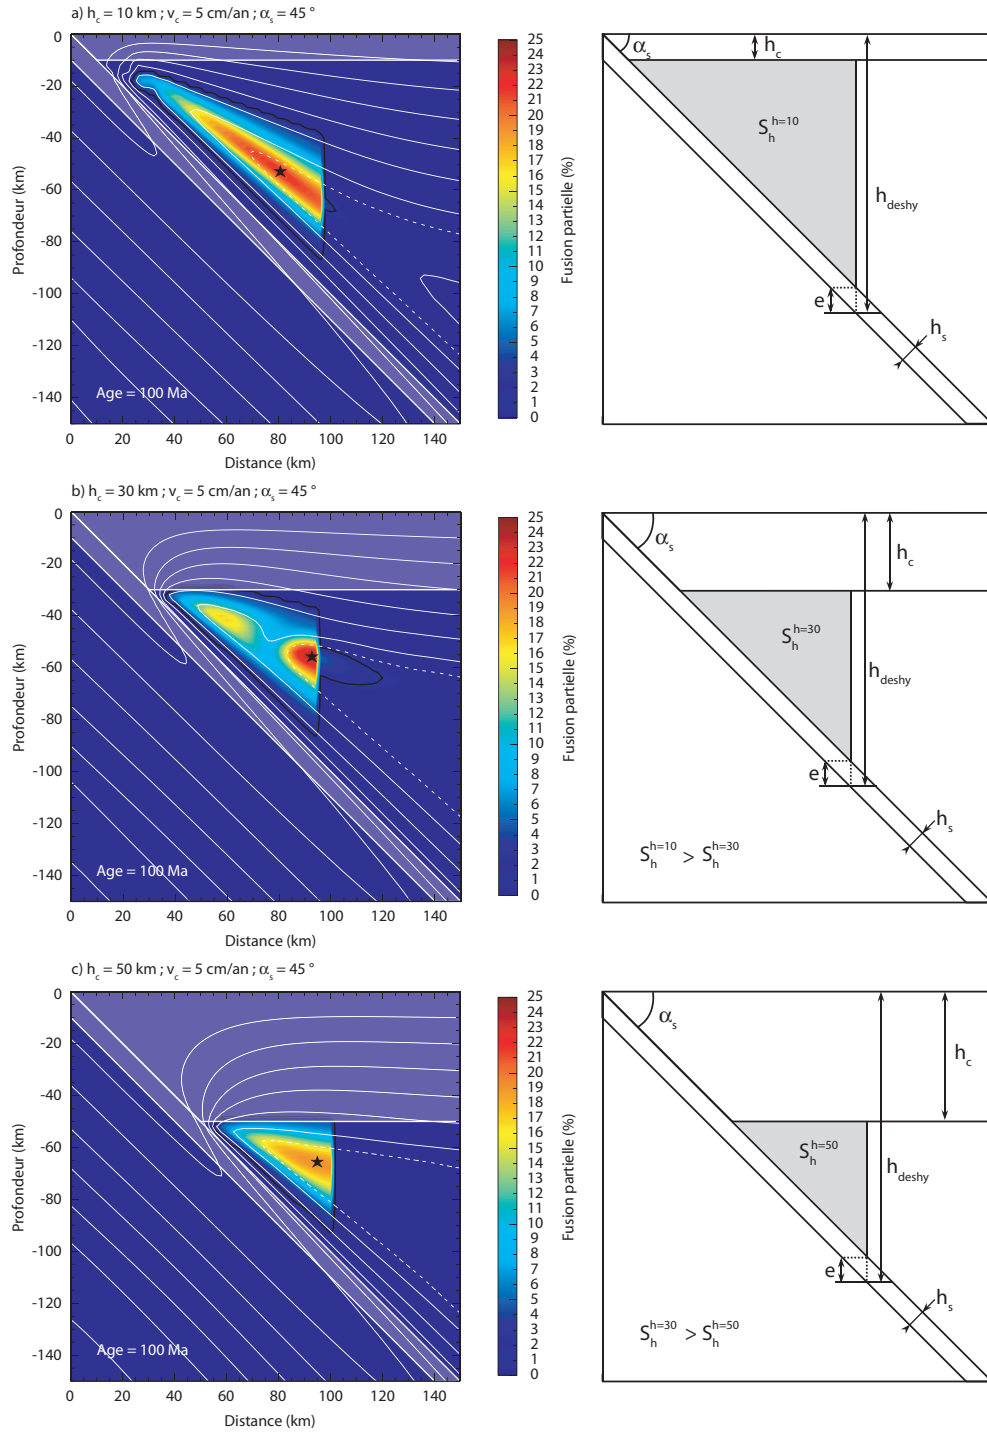 a) h_c = 10 km ; v_c = 5 cm/an ; α_s = 45 °
0
-20
-40
-60
-80
-100
-120
-140
Profondeur (km)
Age = 100 Ma
0 20 40 60 80 100 120 140
Distance (km)
25
24
23
22
21
20
19
18
17
16
15
14
13
12
11
10
9
8
7
6
5
4
3
2
1
0
Fusion partielle (%)
α_s
h_c
S_h^{h=10}
h_deshy
e
h_s
b) h_c = 30 km ; v_c = 5 cm/an ; α_s = 45 °
0
-20
-40
-60
-80
-100
-120
-140
Profondeur (km)
Age = 100 Ma
0 20 40 60 80 100 120 140
Distance (km)
25
24
23
22
21
20
19
18
17
16
15
14
13
12
11
10
9
8
7
6
5
4
3
2
1
0
Fusion partielle (%)
α_s
h_c
S_h^{h=30}
h_deshy
e
h_s
S_h^{h=10} > S_h^{h=30}
c) h_c = 50 km ; v_c = 5 cm/an ; α_s = 45 °
0
-20
-40
-60
-80
-100
-120
-140
Profondeur (km)
Age = 100 Ma
0 20 40 60 80 100 120 140
Distance (km)
25
24
23
22
21
20
19
18
17
16
15
14
13
12
11
10
9
8
7
6
5
4
3
2
1
0
Fusion partielle (%)
α_s
h_c
S_h^{h=50}
h_deshy
e
h_s
S_h^{h=30} > S_h^{h=50}